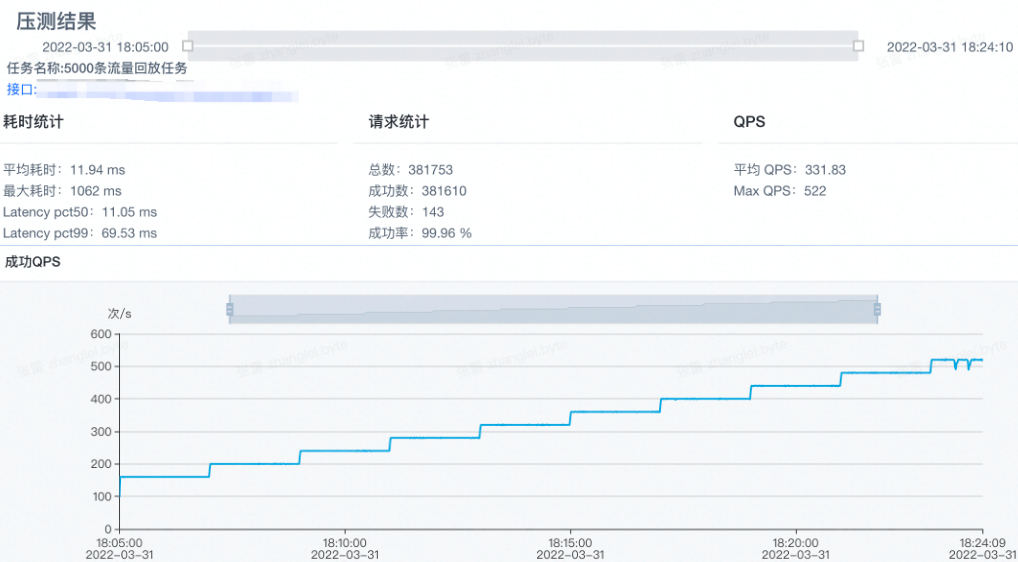 压测结果
2022-03-31 18:05:00
2022-03-31 18:24:10
任务名称:5000条流量回放任务
接口:
耗时统计
平均耗时：11.94 ms
最大耗时：1062 ms
Latency pct50：11.05 ms
Latency pct99：69.53 ms
请求统计
总数：381753
成功数：381610
失败数：143
成功率：99.96 %
QPS
平均 QPS：331.83
Max QPS：522
成功QPS
次/s
600
500
400
300
200
100
0
18:05:00
2022-03-31
18:10:00
2022-03-31
18:15:00
2022-03-31
18:20:00
2022-03-31
18:24:09
2022-03-31
张雷 zhanglei.byte